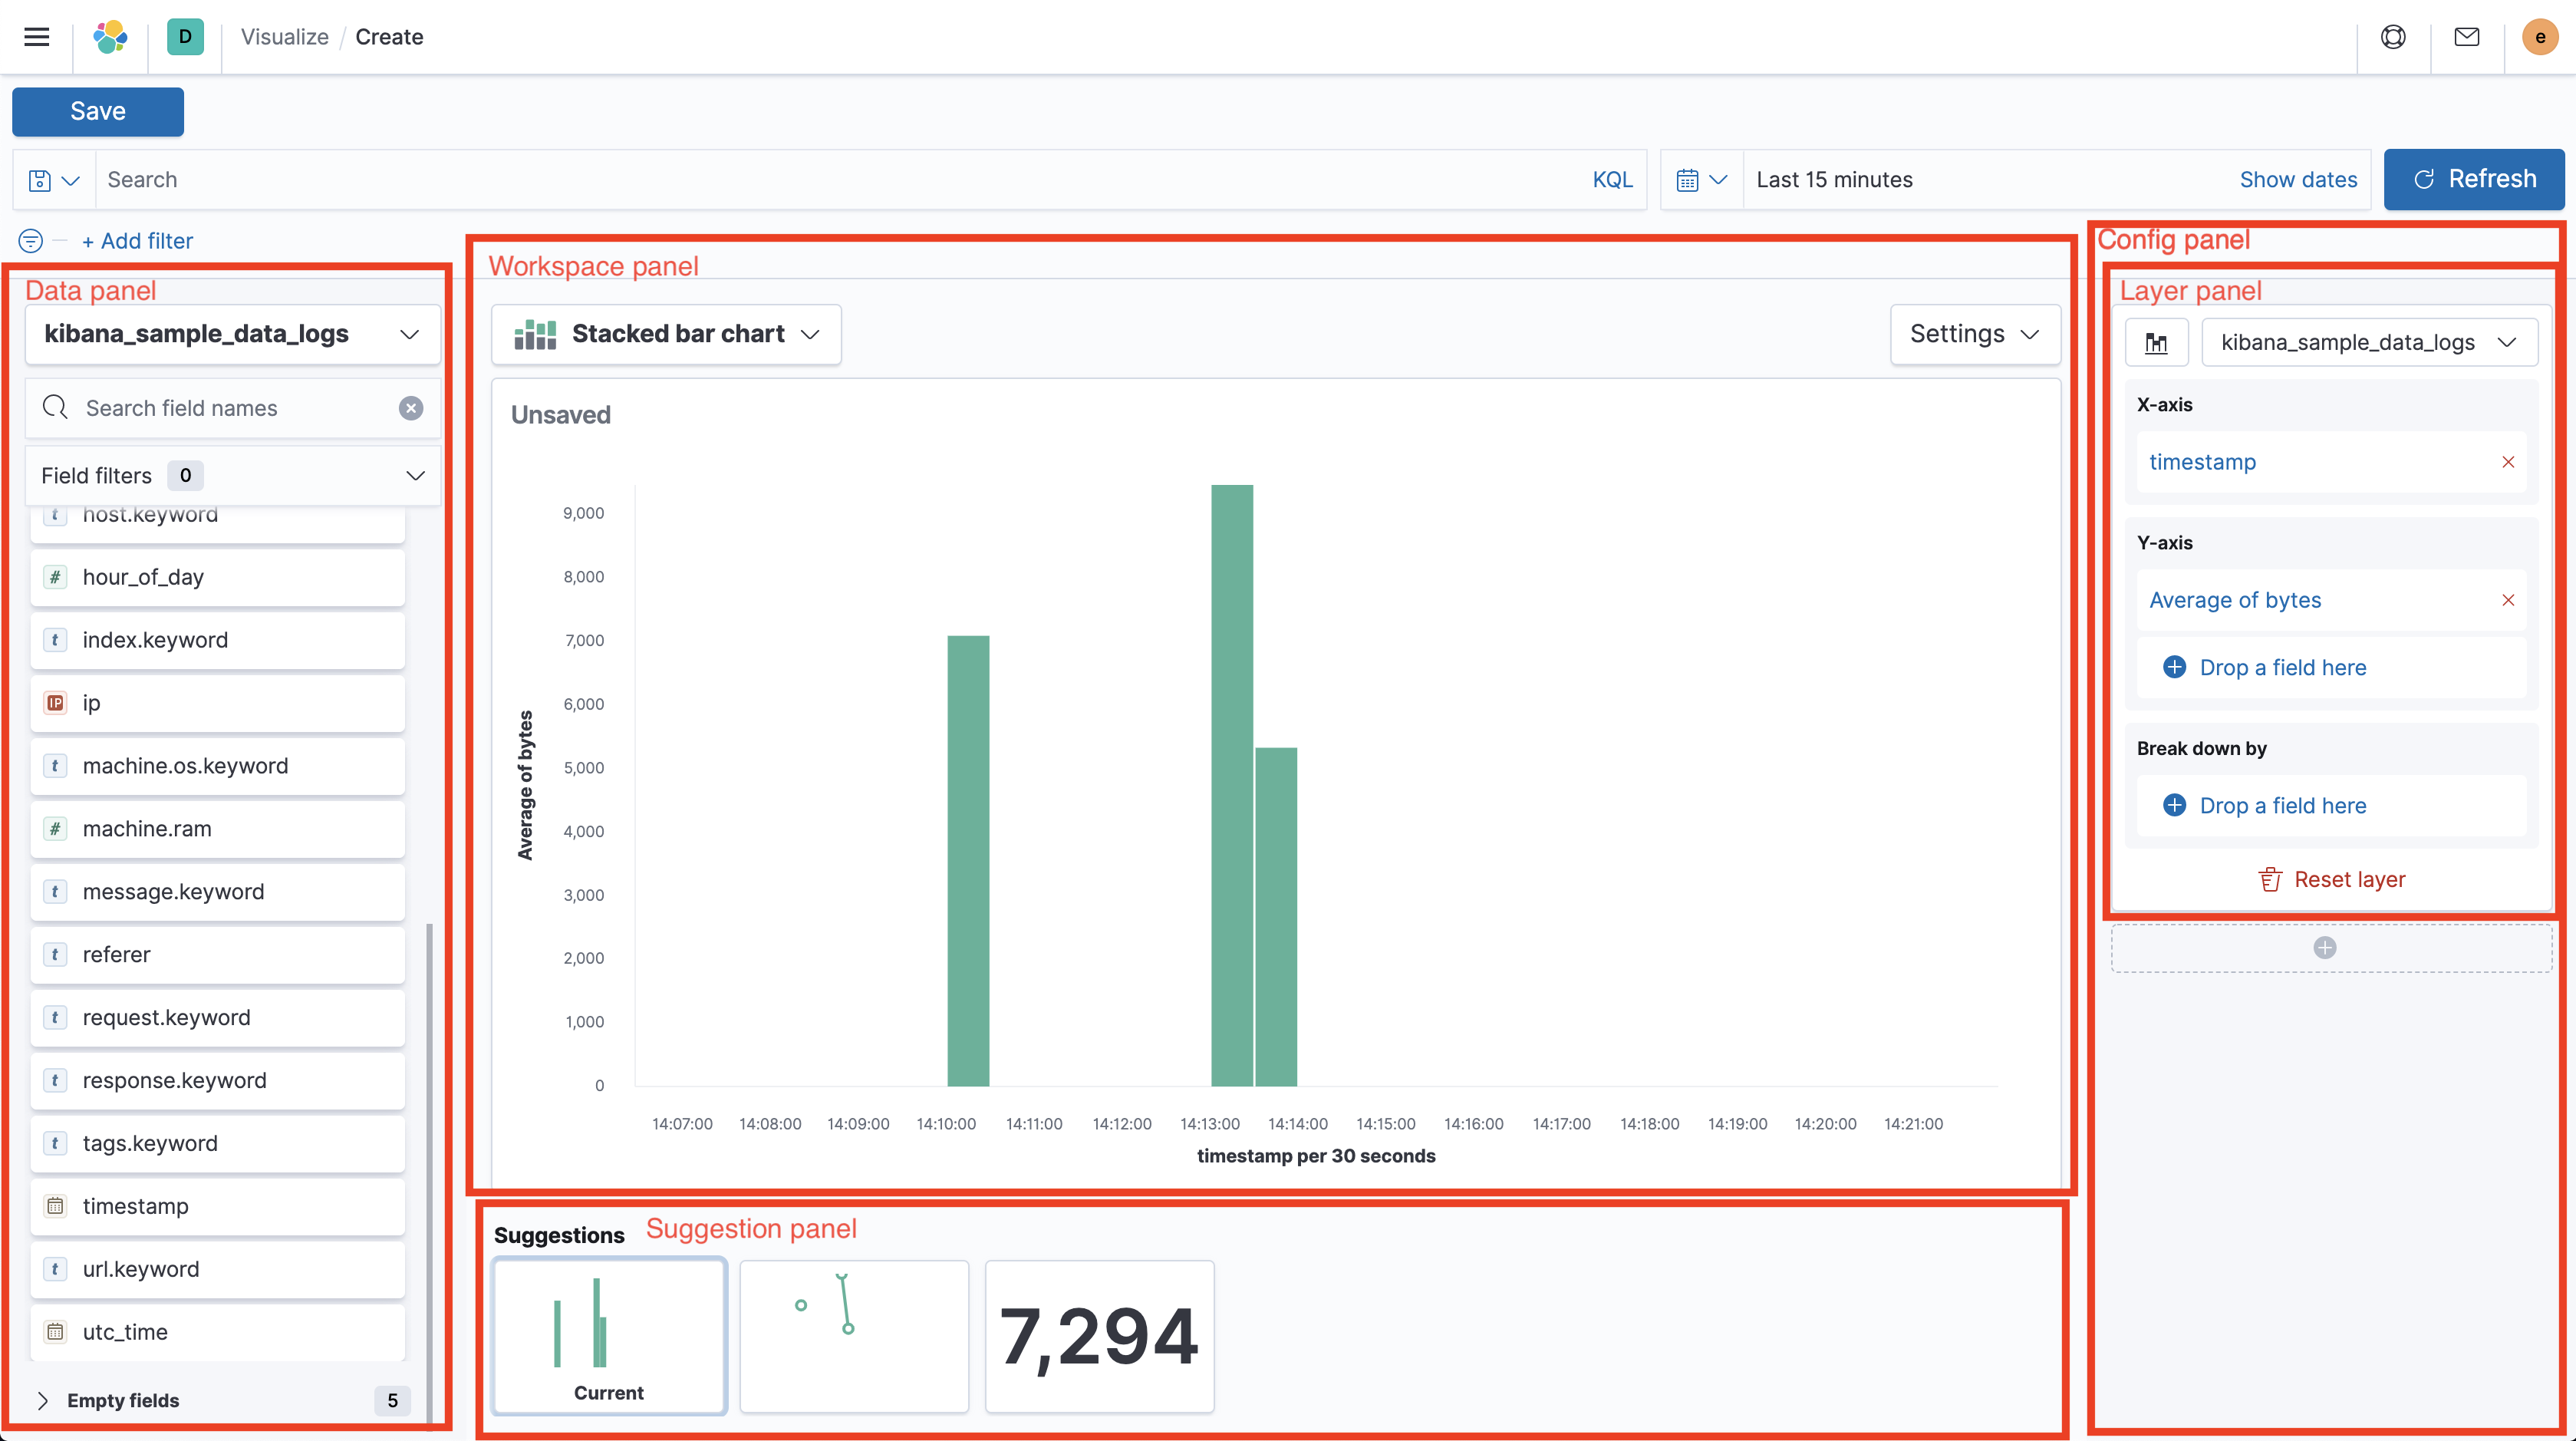 D
Visualize / Create
e
Save
Search
KQL
Last 15 minutes
Show dates
Refresh
+ Add filter
Data panel
kibana_sample_data_logs
Search field names
Field filters 0
host.keyword
# hour_of_day
t index.keyword
IP ip
t machine.os.keyword
# machine.ram
t message.keyword
t referer
t request.keyword
t response.keyword
t tags.keyword
timestamp
t url.keyword
utc_time
Empty fields 5
Workspace panel
Stacked bar chart
Settings
Unsaved
Average of bytes
9,000
8,000
7,000
6,000
5,000
4,000
3,000
2,000
1,000
0
14:07:00 14:08:00 14:09:00 14:10:00 14:11:00 14:12:00 14:13:00 14:14:00 14:15:00 14:16:00 14:17:00 14:18:00 14:19:00 14:20:00 14:21:00
timestamp per 30 seconds
Suggestions
Suggestion panel
Current
7,294
Config panel
Layer panel
kibana_sample_data_logs
X-axis
timestamp
Y-axis
Average of bytes
Drop a field here
Break down by
Drop a field here
Reset layer